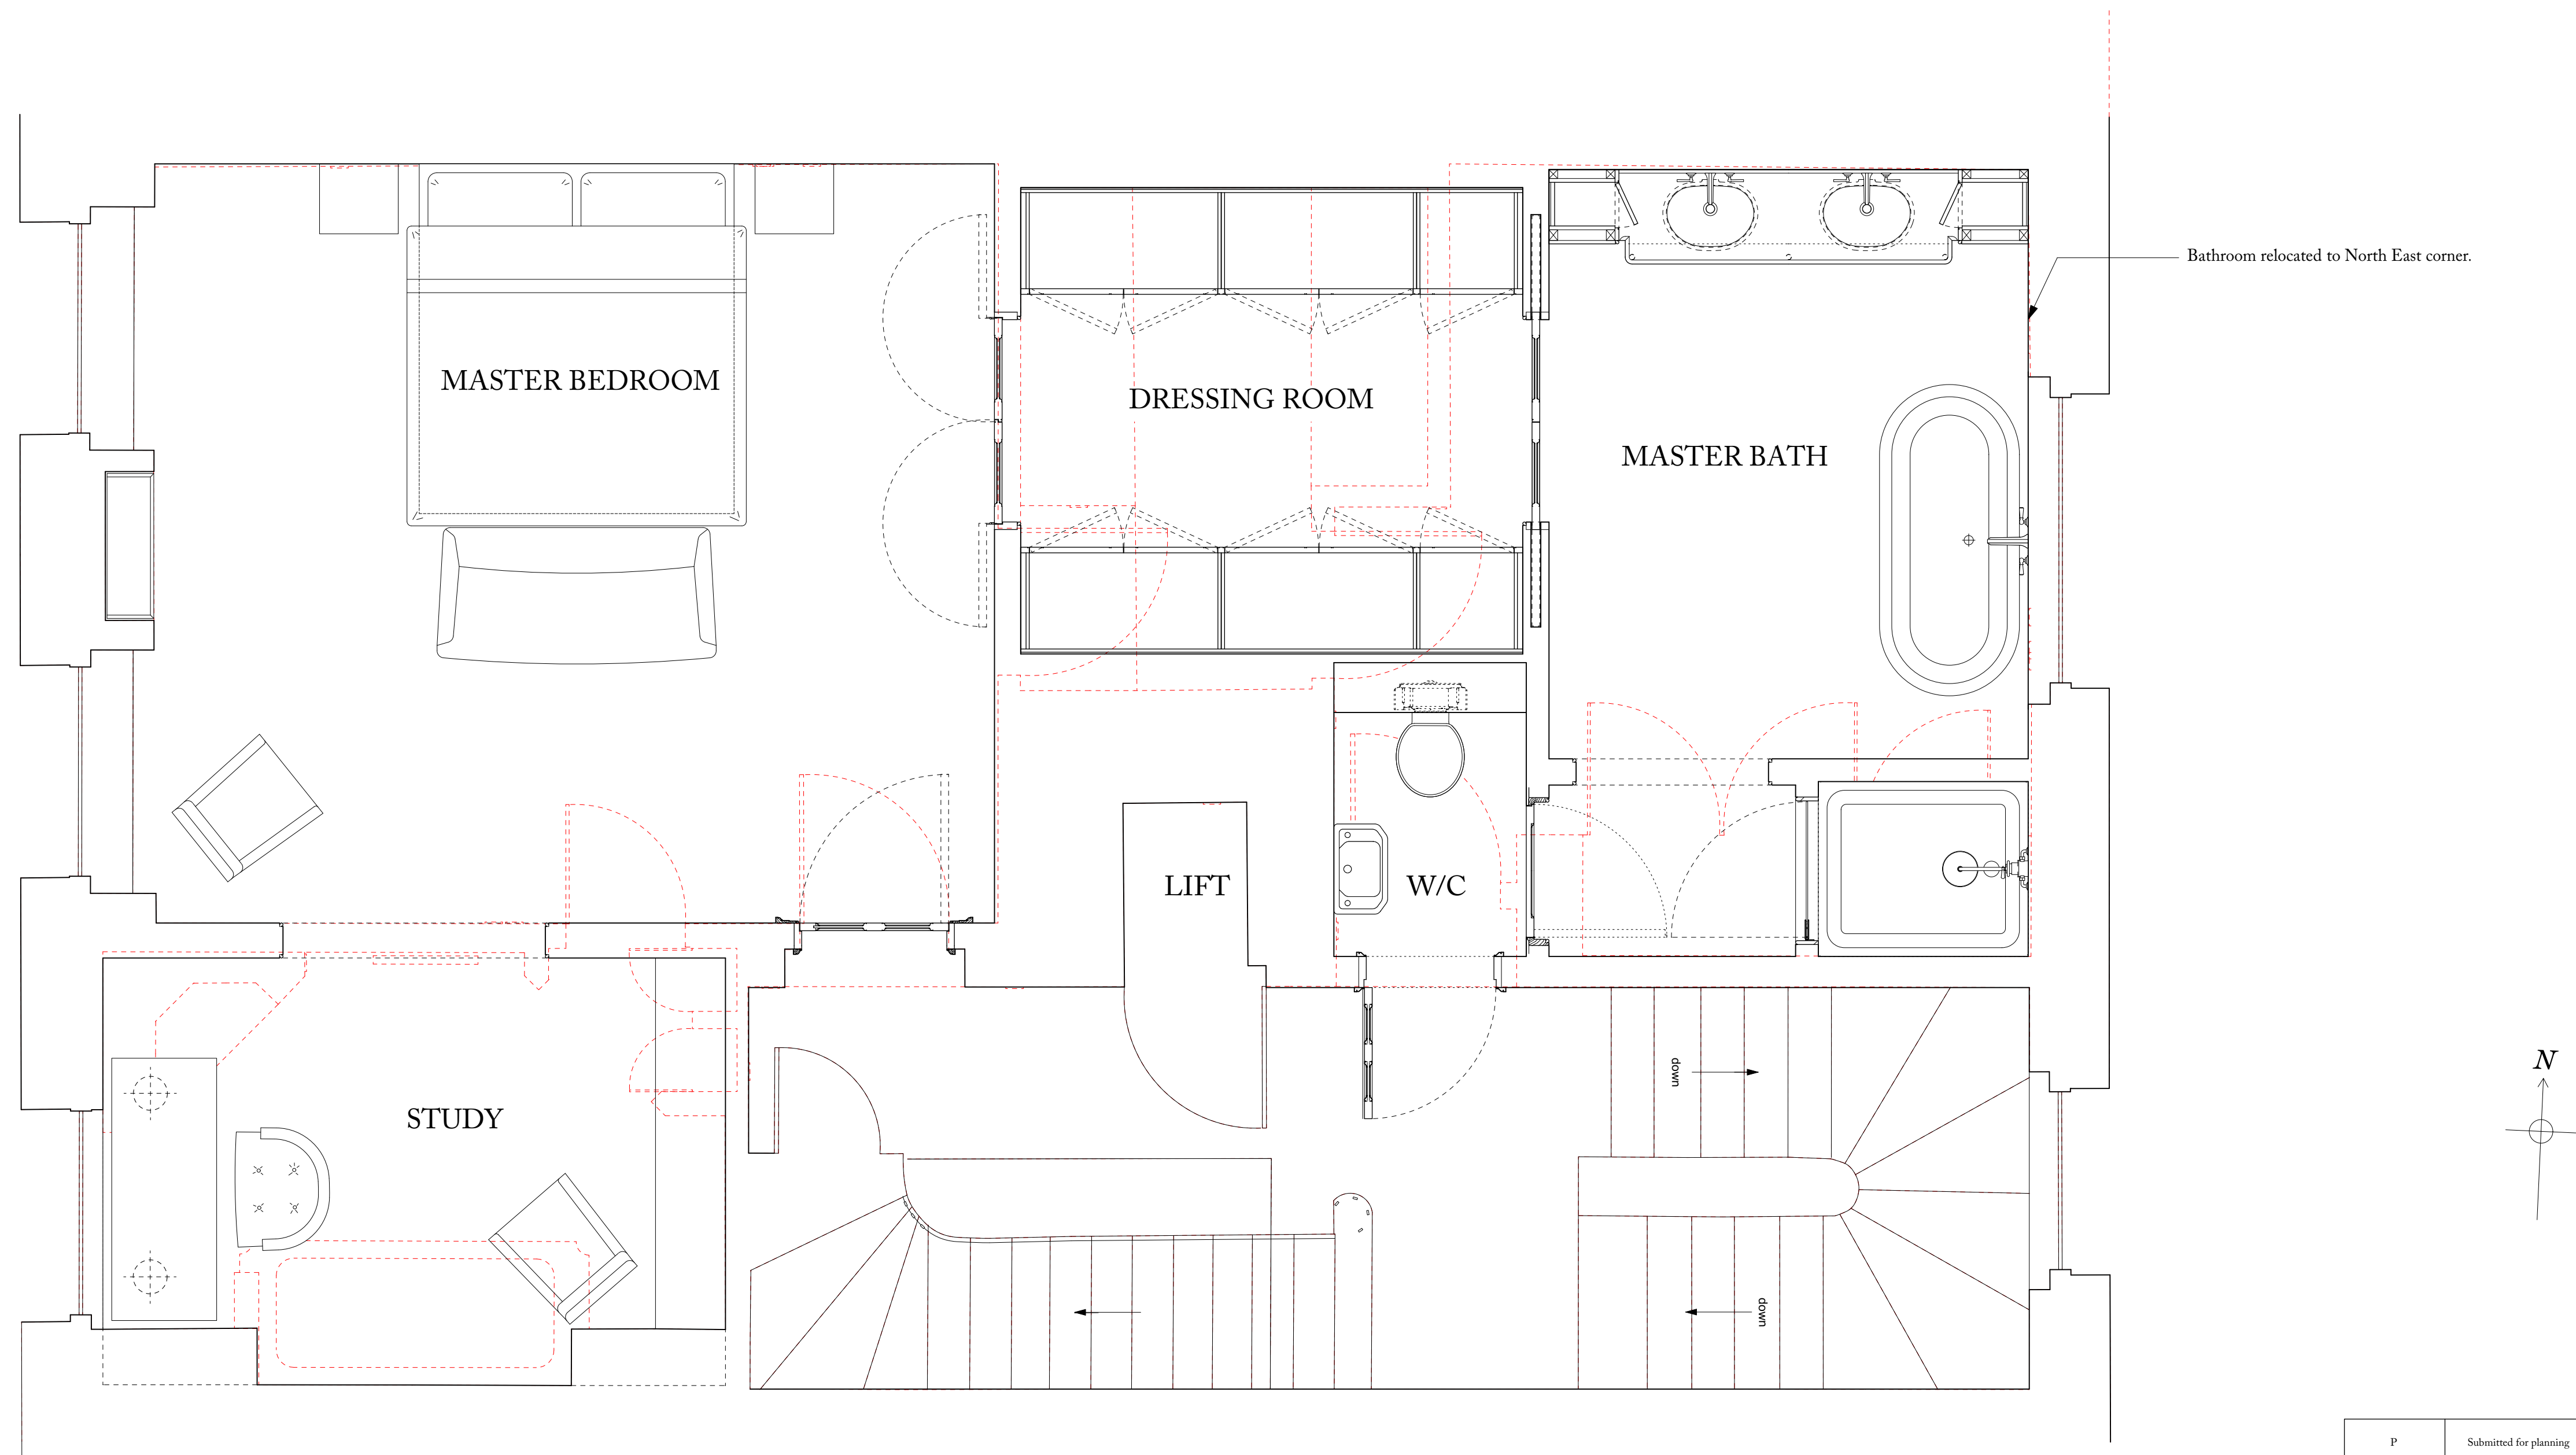 Bathroom relocated to North East corner.
MASTER BEDROOM
DRESSING ROOM
MASTER BATH
LIFT
W/C
N
down
STUDY
down
P
Submitted for planning